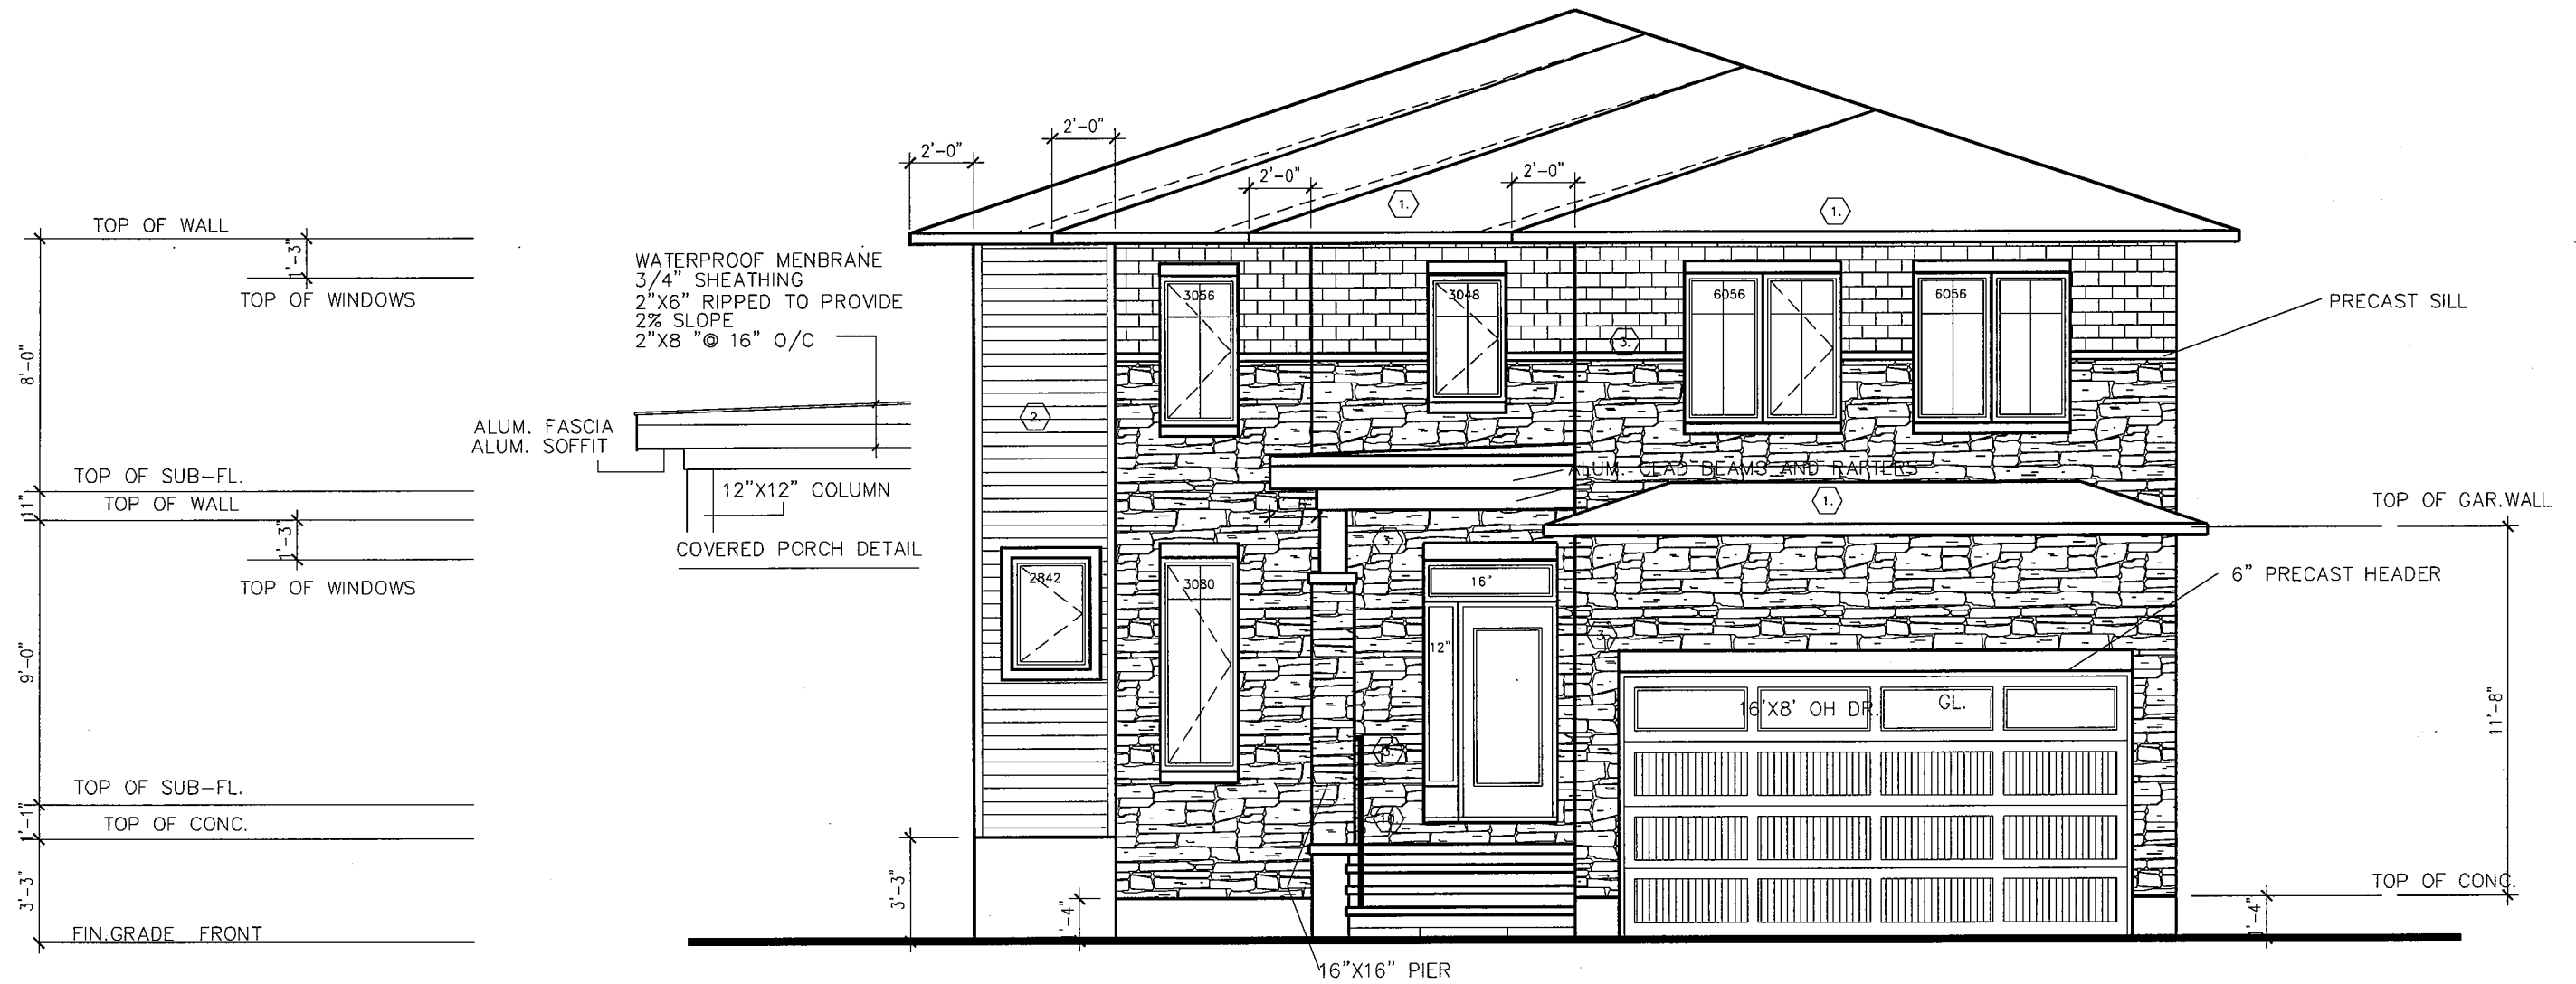 2'-0"
2'-0"
2'-0"
2'-0"
1.
1.
TOP OF WALL
1'-3"
TOP OF WINDOWS
8'-0"
WATERPROOF MENBRANE
3/4" SHEATHING
2"X6" RIPPED TO PROVIDE
2% SLOPE
2"X8 "@ 16" O/C
3056
3048
6056
6056
PRECAST SILL
3.
2.
ALUM. FASCIA
ALUM. SOFFIT
12"X12" COLUMN
COVERED PORCH DETAIL
TOP OF SUB-FL.
11"
TOP OF WALL
1'-3"
TOP OF WINDOWS
ALUM. CLAD BEAMS AND RAFTERS
1.
TOP OF GAR.WALL
3.
2842
3080
16"
12"
3.
6" PRECAST HEADER
9'-0"
16'X8' OH DR.
GL.
11'-8"
TOP OF SUB-FL.
1'-1"
TOP OF CONC.
10.
3'-3"
3'-3"
1'-4"
TOP OF CONC.
1'-4"
FIN.GRADE FRONT
16"X16" PIER